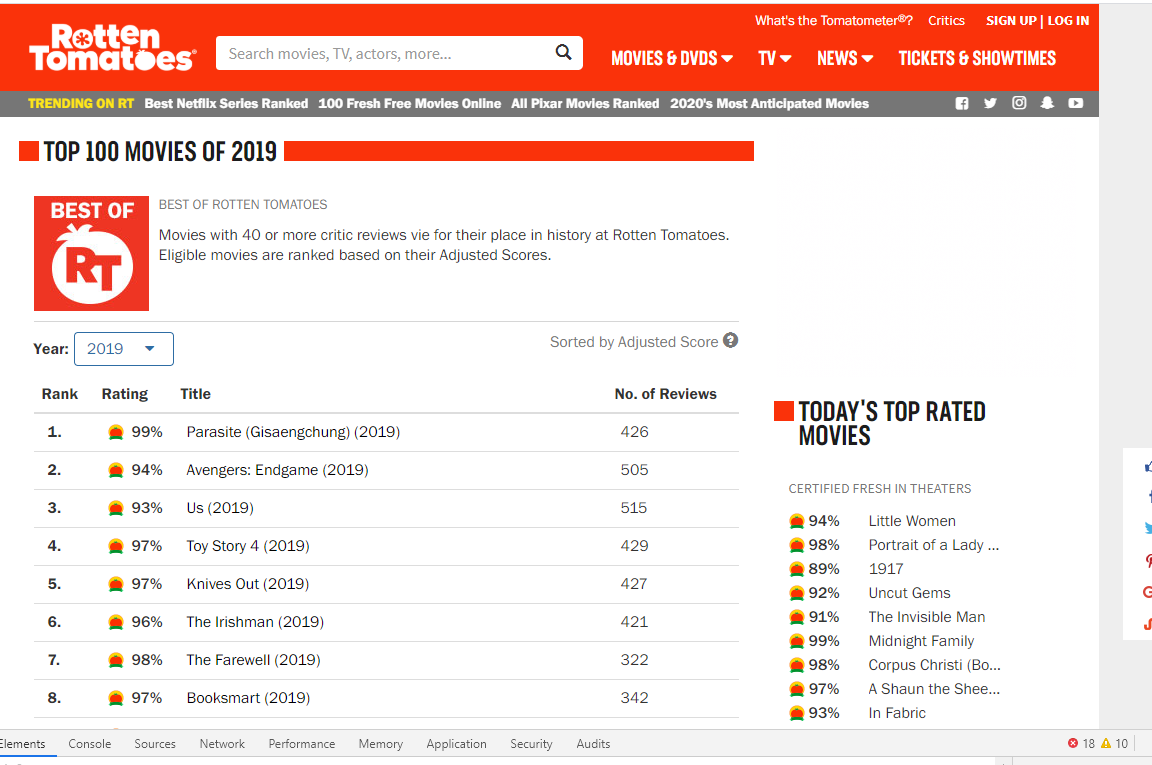 What's the Tomatometer®? Critics SIGN UP | LOG IN
Rotten
Tomatoes®
Search movies, TV, actors, more...
MOVIES & DVDS TV NEWS TICKETS & SHOWTIMES
TRENDING ON RT Best Netflix Series Ranked 100 Fresh Free Movies Online All Pixar Movies Ranked 2020's Most Anticipated Movies
TOP 100 MOVIES OF 2019
BEST OF
RT
BEST OF ROTTEN TOMATOES
Movies with 40 or more critic reviews vie for their place in history at Rotten Tomatoes.
Eligible movies are ranked based on their Adjusted Scores.
Year: 2019
Sorted by Adjusted Score ?
Rank Rating Title No. of Reviews
1. 99% Parasite (Gisaengchung) (2019) 426
2. 94% Avengers: Endgame (2019) 505
3. 93% Us (2019) 515
4. 97% Toy Story 4 (2019) 429
5. 97% Knives Out (2019) 427
6. 96% The Irishman (2019) 421
7. 98% The Farewell (2019) 322
8. 97% Booksmart (2019) 342
TODAY'S TOP RATED
MOVIES
CERTIFIED FRESH IN THEATERS
94% Little Women
98% Portrait of a Lady ...
89% 1917
92% Uncut Gems
91% The Invisible Man
99% Midnight Family
98% Corpus Christi (Bo...
97% A Shaun the Shee...
93% In Fabric
Elements Console Sources Network Performance Memory Application Security Audits 18 10